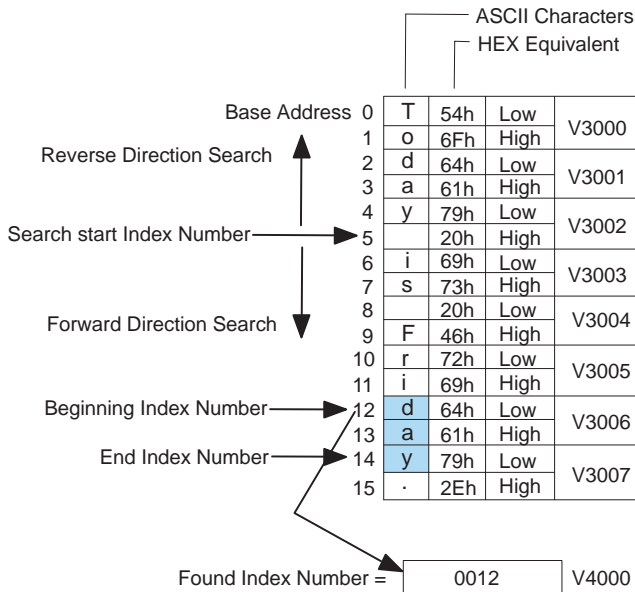 ASCII Characters
HEX Equivalent
Base Address 0 T 54h Low V3000
1 o 6Fh High
Reverse Direction Search
2 d 64h Low V3001
3 a 61h High
4 y 79h Low V3002
Search start Index Number 5 20h High
6 i 69h Low V3003
7 s 73h High
8 20h Low V3004
Forward Direction Search
9 F 46h High
10 r 72h Low V3005
11 i 69h High
Beginning Index Number 12 d 64h Low V3006
13 a 61h High
End Index Number 14 y 79h Low V3007
15 . 2Eh High
Found Index Number = 0012 V4000